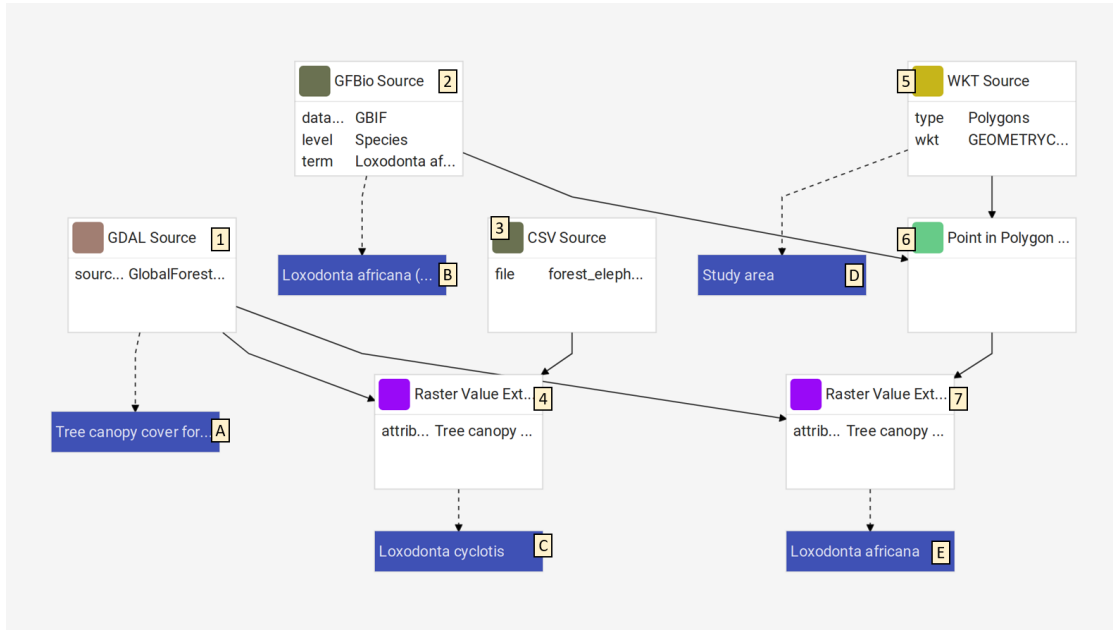 GFBio Source 2
data... GBIF
level Species
term Loxodonta af...
5 WKT Source
type Polygons
wkt GEOMETRYC...
GDAL Source 1
sourc... GlobalForest...
3 CSV Source
file forest_eleph...
6 Point in Polygon ...
Loxodonta africana (... B
Study area D
Raster Value Ext... 4
attrib... Tree canopy ...
Raster Value Ext... 7
attrib... Tree canopy ...
Tree canopy cover for... A
Loxodonta cyclotis C
Loxodonta africana E